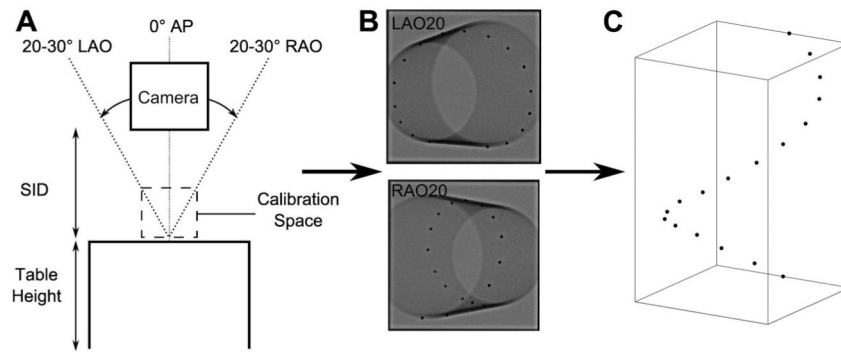 A
B
C
0° AP
20-30° LAO
20-30° RAO
Camera
SID
Calibration
Space
Table
Height
LAO20
RAO20